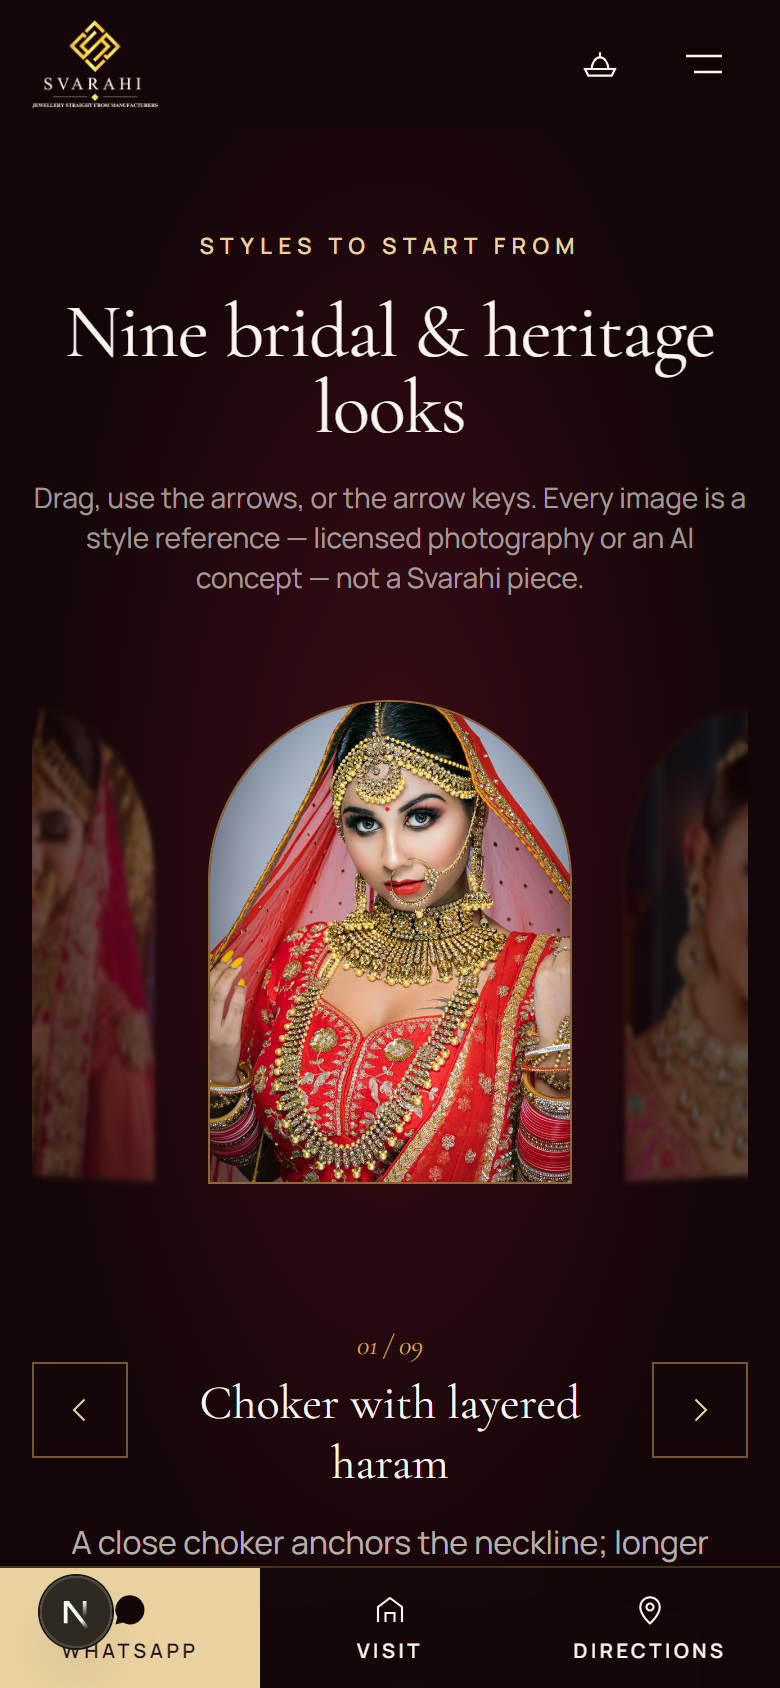 SVARAHI
JEWELLERY STRAIGHT FROM MANUFACTURERS
STYLES TO START FROM
Nine bridal & heritage
looks
Drag, use the arrows, or the arrow keys. Every image is a
style reference — licensed photography or an AI
concept — not a Svarahi piece.
01 / 09
Choker with layered
haram
A close choker anchors the neckline; longer
N
WHATSAPP
VISIT
DIRECTIONS